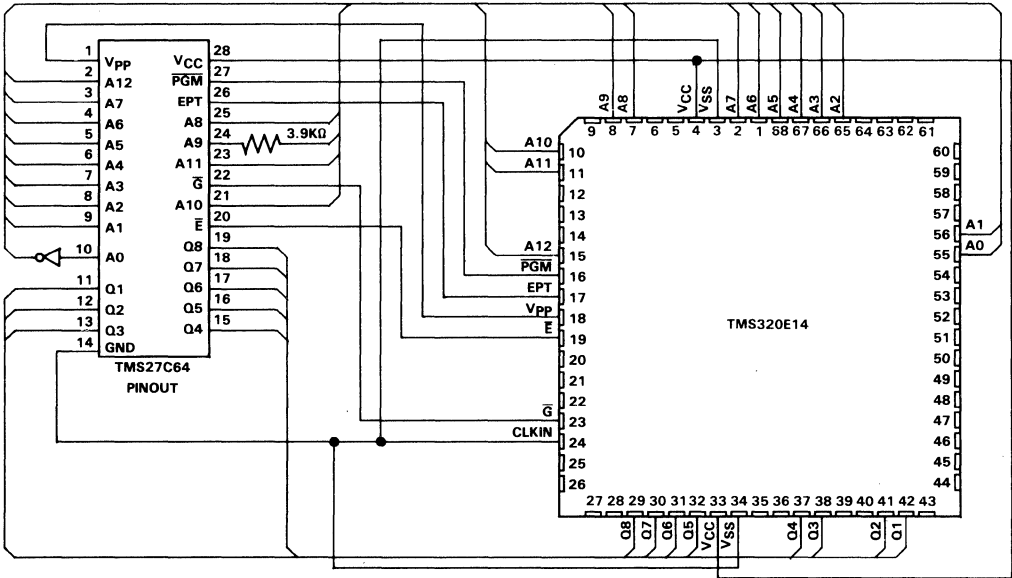 1 VPP VCC 28
2 A12 PGM 27
3 A7 EPT 26
4 A6 A8 25
5 A5 A9 24 3.9KΩ
6 A4 A11 23
7 A3 G 22
8 A2 A10 21
9 A1 E 20
10 A0 Q8 19
11 Q1 Q7 18
12 Q2 Q6 17
13 Q3 Q5 16
14 GND Q4 15
TMS27C64
PINOUT
A9 A8 VCC VSS A7 A6 A5 A4 A3 A2
9 8 7 6 5 4 3 2 1 68 67 66 65 64 63 62 61
A10 10
A11 11
12
13
14
A12 15
PGM 16
EPT 17
VPP 18
E 19
20
21
22
G 23
CLKIN 24
25
26
TMS320E14
60
59
58
57
56 A1
55 A0
54
53
52
51
50
49
48
47
46
45
44
27 28 29 30 31 32 33 34 35 36 37 38 39 40 41 42 43
Q8 Q7 Q6 Q5 VCC VSS Q4 Q3 Q2 Q1